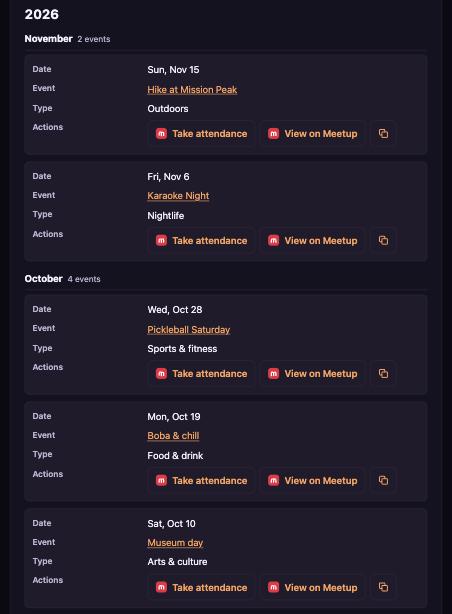 2026
November 2 events
Date Sun, Nov 15
Event Hike at Mission Peak
Type Outdoors
Actions Take attendance View on Meetup
Date Fri, Nov 6
Event Karaoke Night
Type Nightlife
Actions Take attendance View on Meetup
October 4 events
Date Wed, Oct 28
Event Pickleball Saturday
Type Sports & fitness
Actions Take attendance View on Meetup
Date Mon, Oct 19
Event Boba & chill
Type Food & drink
Actions Take attendance View on Meetup
Date Sat, Oct 10
Event Museum day
Type Arts & culture
Actions Take attendance View on Meetup